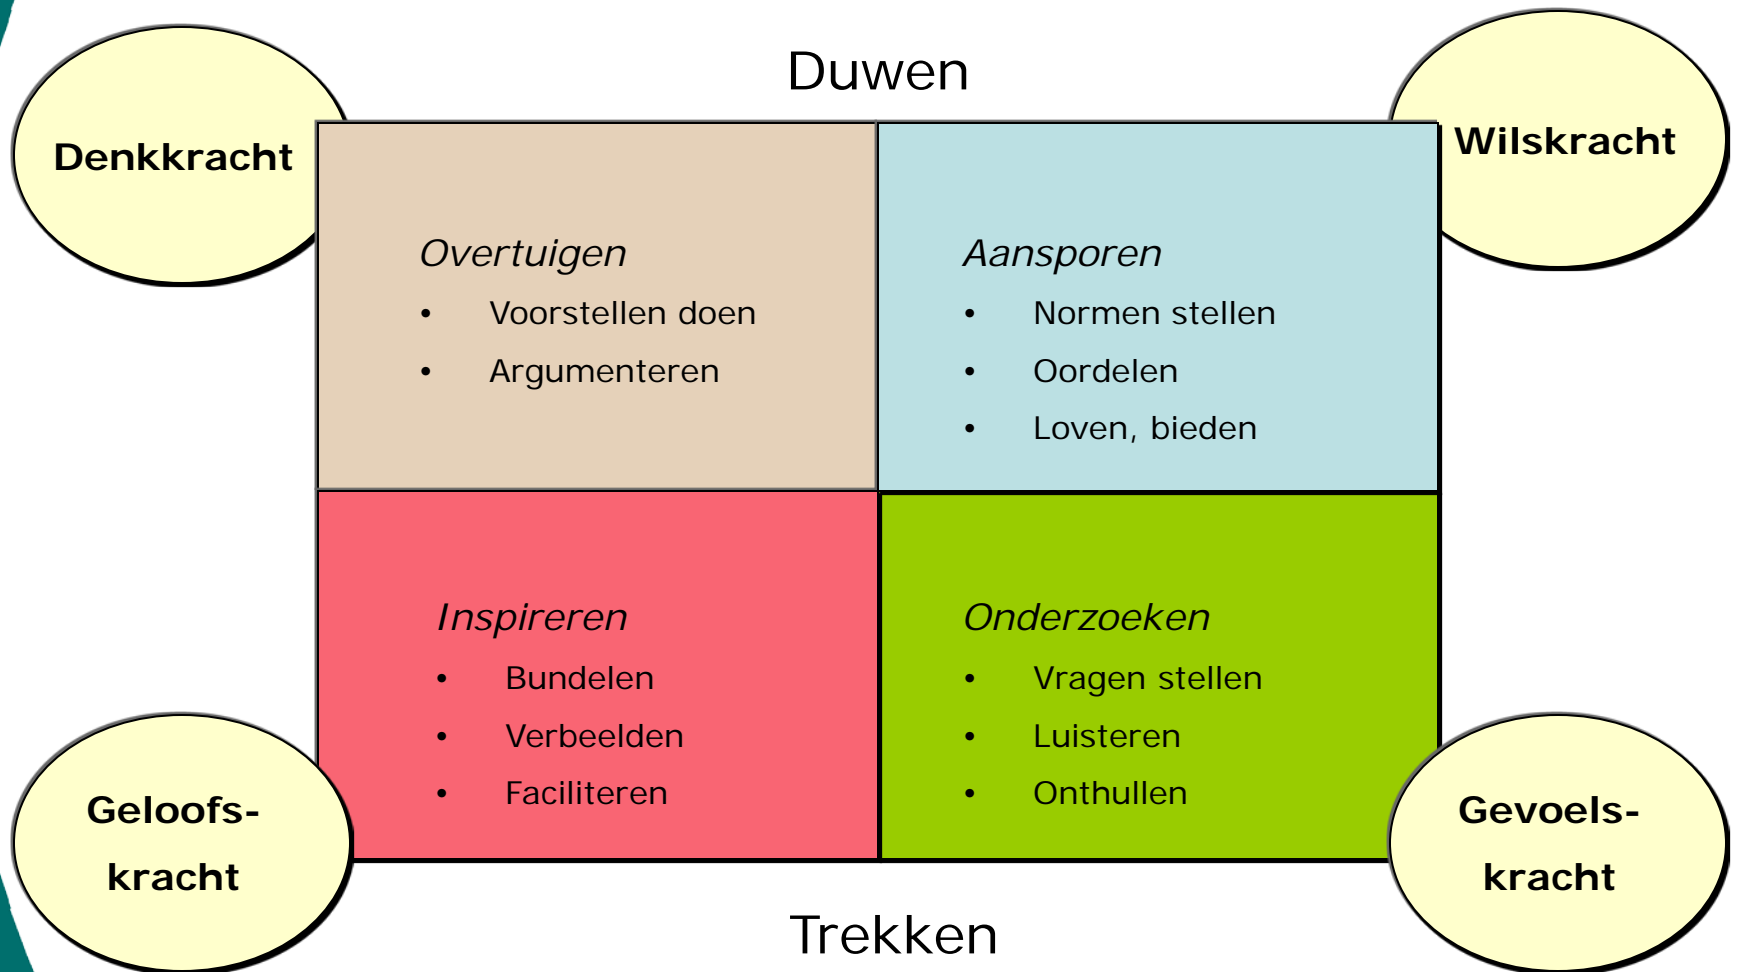 Duwen
Denkkracht
Wilskracht
Overtuigen
• Voorstellen doen
• Argumenteren
Aansporen
• Normen stellen
• Oordelen
• Loven, bieden
Inspireren
• Bundelen
• Verbeelden
• Faciliteren
Onderzoeken
• Vragen stellen
• Luisteren
• Onthullen
Geloofs-
kracht
Gevoels-
kracht
Trekken